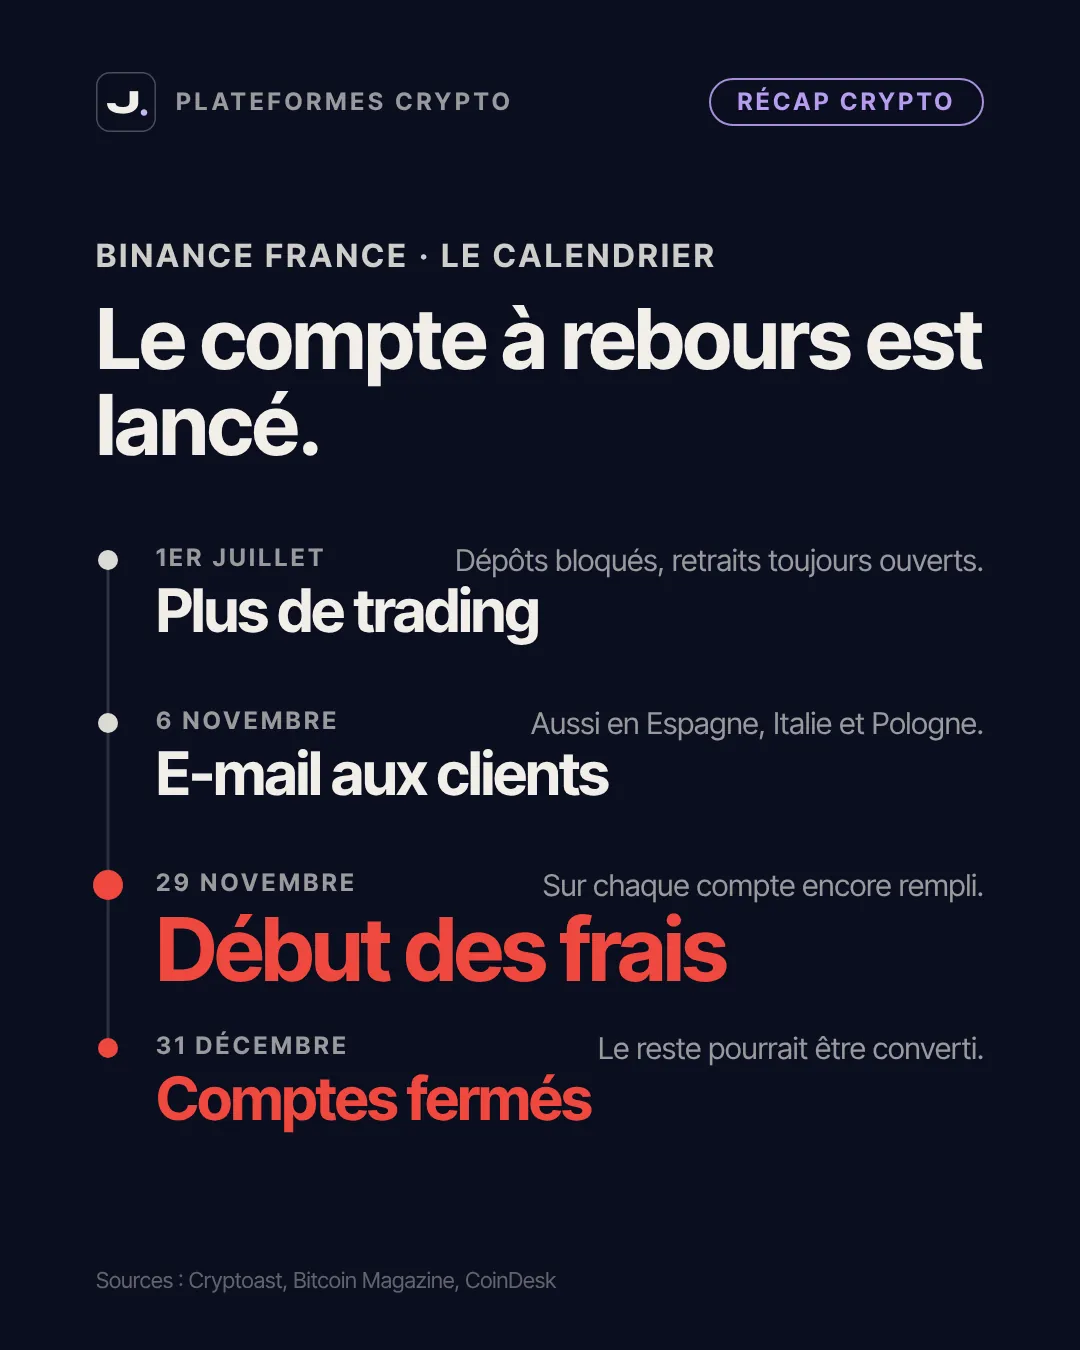 J.
PLATEFORMES CRYPTO
RÉCAP CRYPTO
BINANCE FRANCE · LE CALENDRIER
Le compte à rebours est
lancé.
1ER JUILLET
Dépôts bloqués, retraits toujours ouverts.
Plus de trading
6 NOVEMBRE
Aussi en Espagne, Italie et Pologne.
E-mail aux clients
29 NOVEMBRE
Sur chaque compte encore rempli.
Début des frais
31 DÉCEMBRE
Le reste pourrait être converti.
Comptes fermés
Sources : Cryptoast, Bitcoin Magazine, CoinDesk